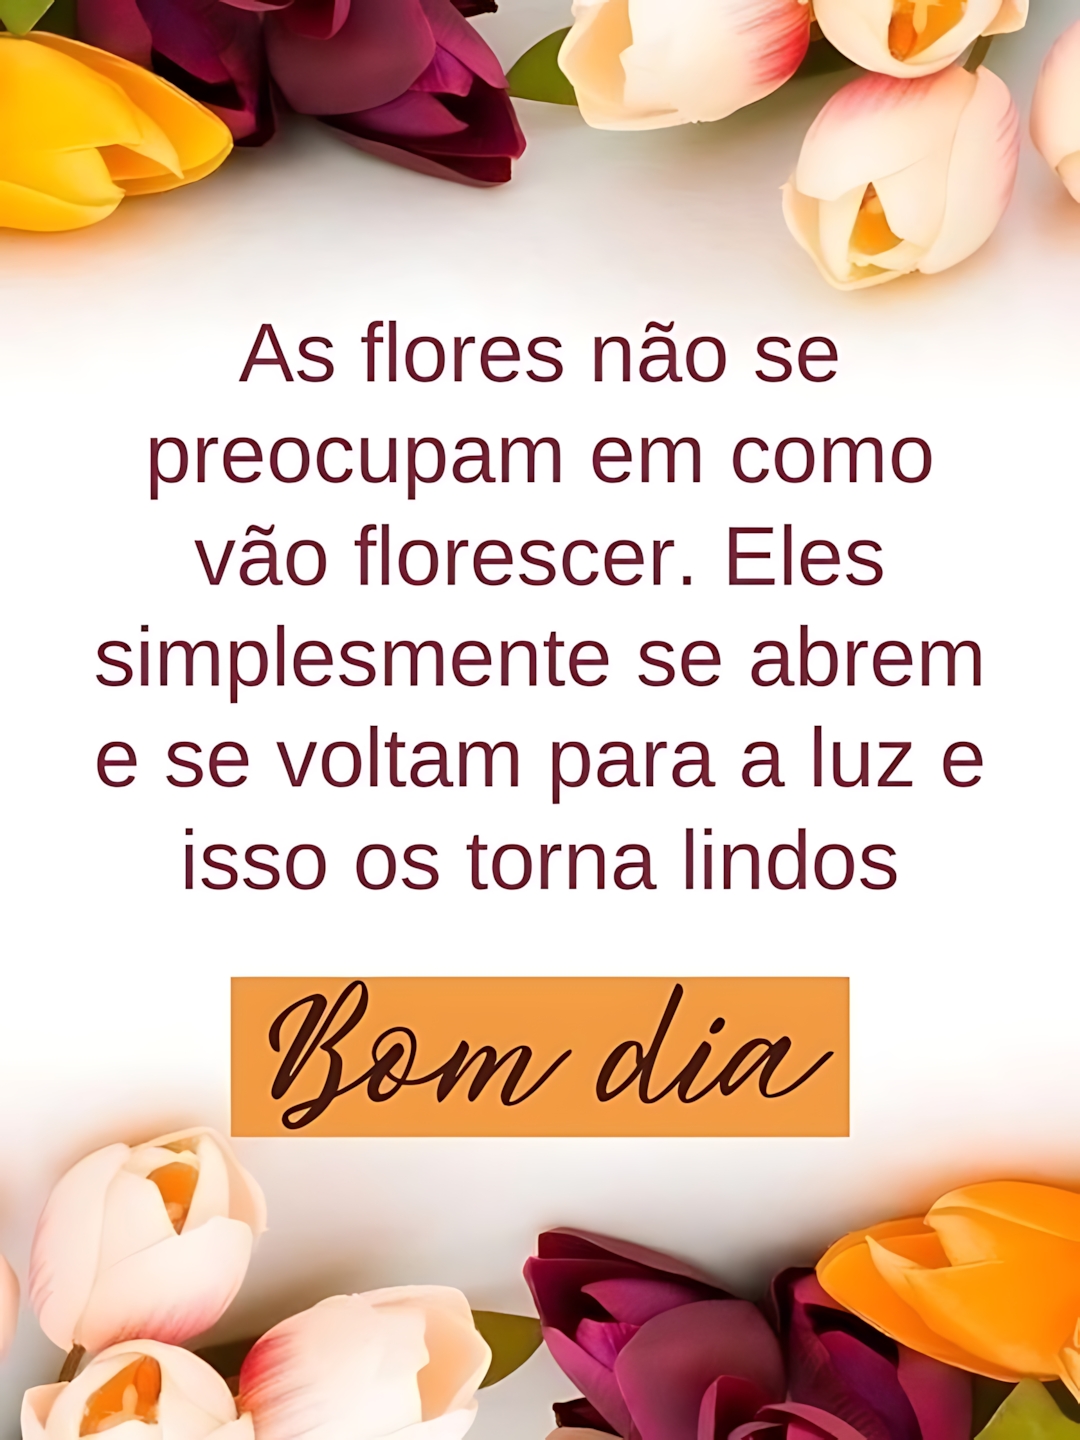 As flores não se
preocupam em como
vão florescer. Eles
simplesmente se abrem
e se voltam para a luz e
isso os torna lindos
Bom dia